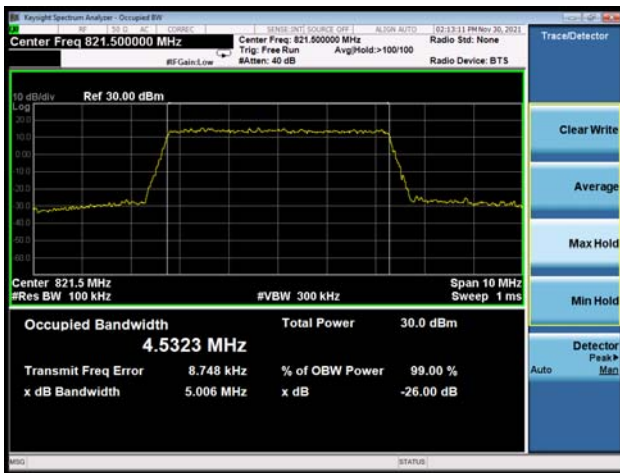 Keysight Spectrum Analyzer - Occupied BW
RF 50 Ω AC CORREC SENSE:INT SOURCE OFF ALIGN AUTO 02:13:11 PM Nov 30, 2021
Center Freq 821.500000 MHz
Center Freq: 821.500000 MHz
Radio Std: None
Trig: Free Run Avg|Hold:>100/100
#IFGain:Low #Atten: 40 dB Radio Device: BTS
10 dB/div Ref 30.00 dBm
Log
20.0
10.0
0.00
-10.0
-20.0
-30.0
-40.0
-50.0
-60.0
Center 821.5 MHz Span 10 MHz
#Res BW 100 kHz #VBW 300 kHz Sweep 1 ms
Occupied Bandwidth Total Power 30.0 dBm
4.5323 MHz
Transmit Freq Error 8.748 kHz % of OBW Power 99.00 %
x dB Bandwidth 5.006 MHz x dB -26.00 dB
MSG STATUS
Trace/Detector
Clear Write
Average
Max Hold
Min Hold
Detector
Peak▶
Auto Man